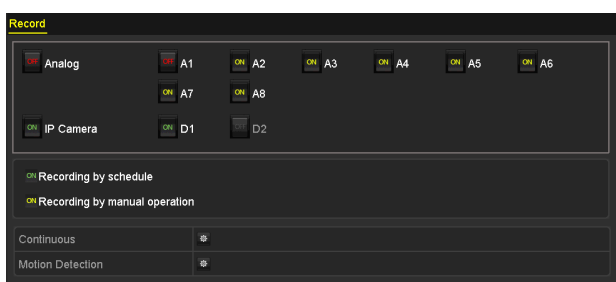 Record
OFF Analog OFF A1 ON A2 ON A3 ON A4 ON A5 ON A6
ON A7 ON A8
ON IP Camera ON D1 OFF D2
ON Recording by schedule
ON Recording by manual operation
Continuous
Motion Detection